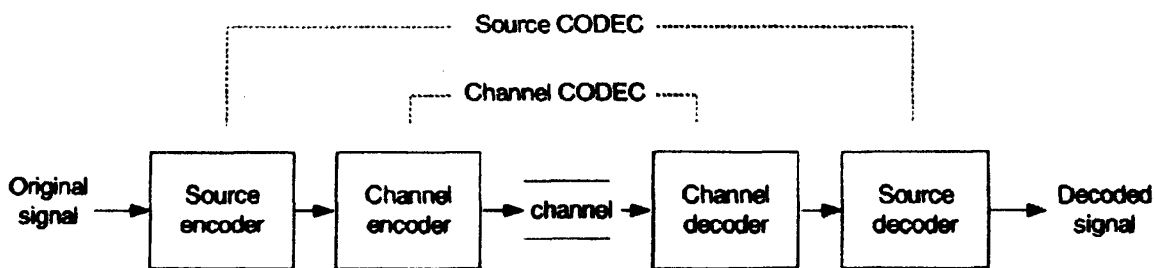 Source CODEC
Channel CODEC
Original
signal
Source
encoder
Channel
encoder
channel
Channel
decoder
Source
decoder
Decoded
signal